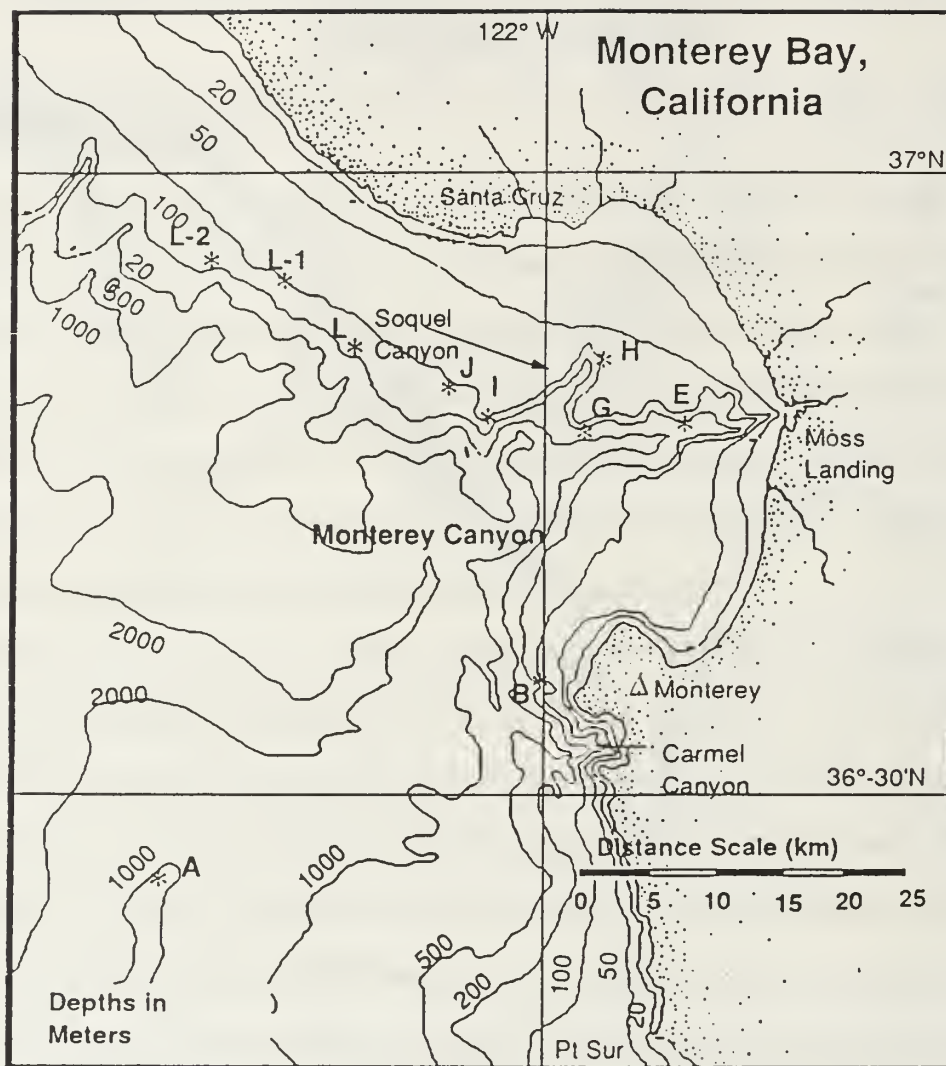 122° W
Monterey Bay,
California
20
50
37°N
Santa Cruz
100
L-2
L-1
20
500
1000
Soquel
Canyon
L
J
I
H
G
E
Moss
Landing
Monterey Canyon
2000
2000
B
Monterey
Carmel
Canyon
36°-30'N
Distance Scale (km)
0 5 10 15 20 25
1000
A
1000
500
200
100
50
20
Depths in
Meters
Pt Sur